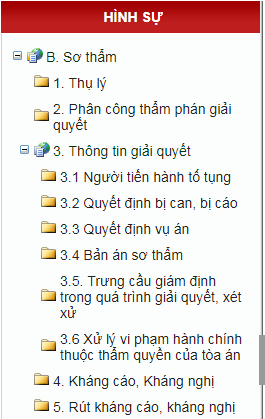 HÌNH SỰ
B. Sơ thẩm
1. Thụ lý
2. Phân công thẩm phán giải
quyết
3. Thông tin giải quyết
3.1 Người tiến hành tố tụng
3.2 Quyết định bị can, bị cáo
3.3 Quyết định vụ án
3.4 Bản án sơ thẩm
3.5. Trưng cầu giám định
trong quá trình giải quyết, xét
xử
3.6 Xử lý vi phạm hành chính
thuộc thẩm quyền của tòa án
4. Kháng cáo, Kháng nghị
5. Rút kháng cáo, kháng nghị